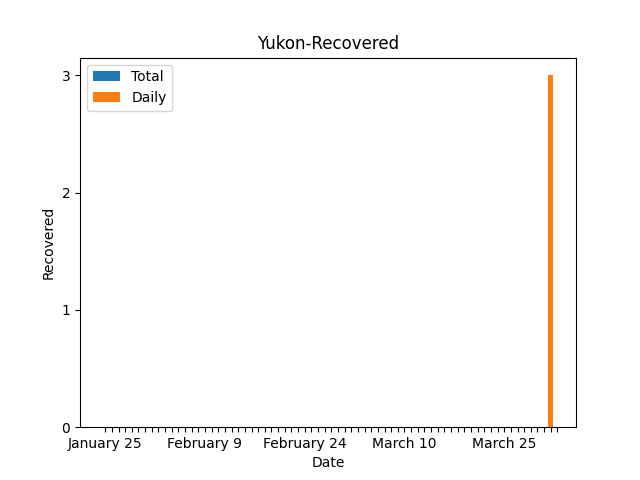 Yukon-Recovered
Total
Daily
3
2
1
0
Recovered
January 25
February 9
February 24
March 10
March 25
Date